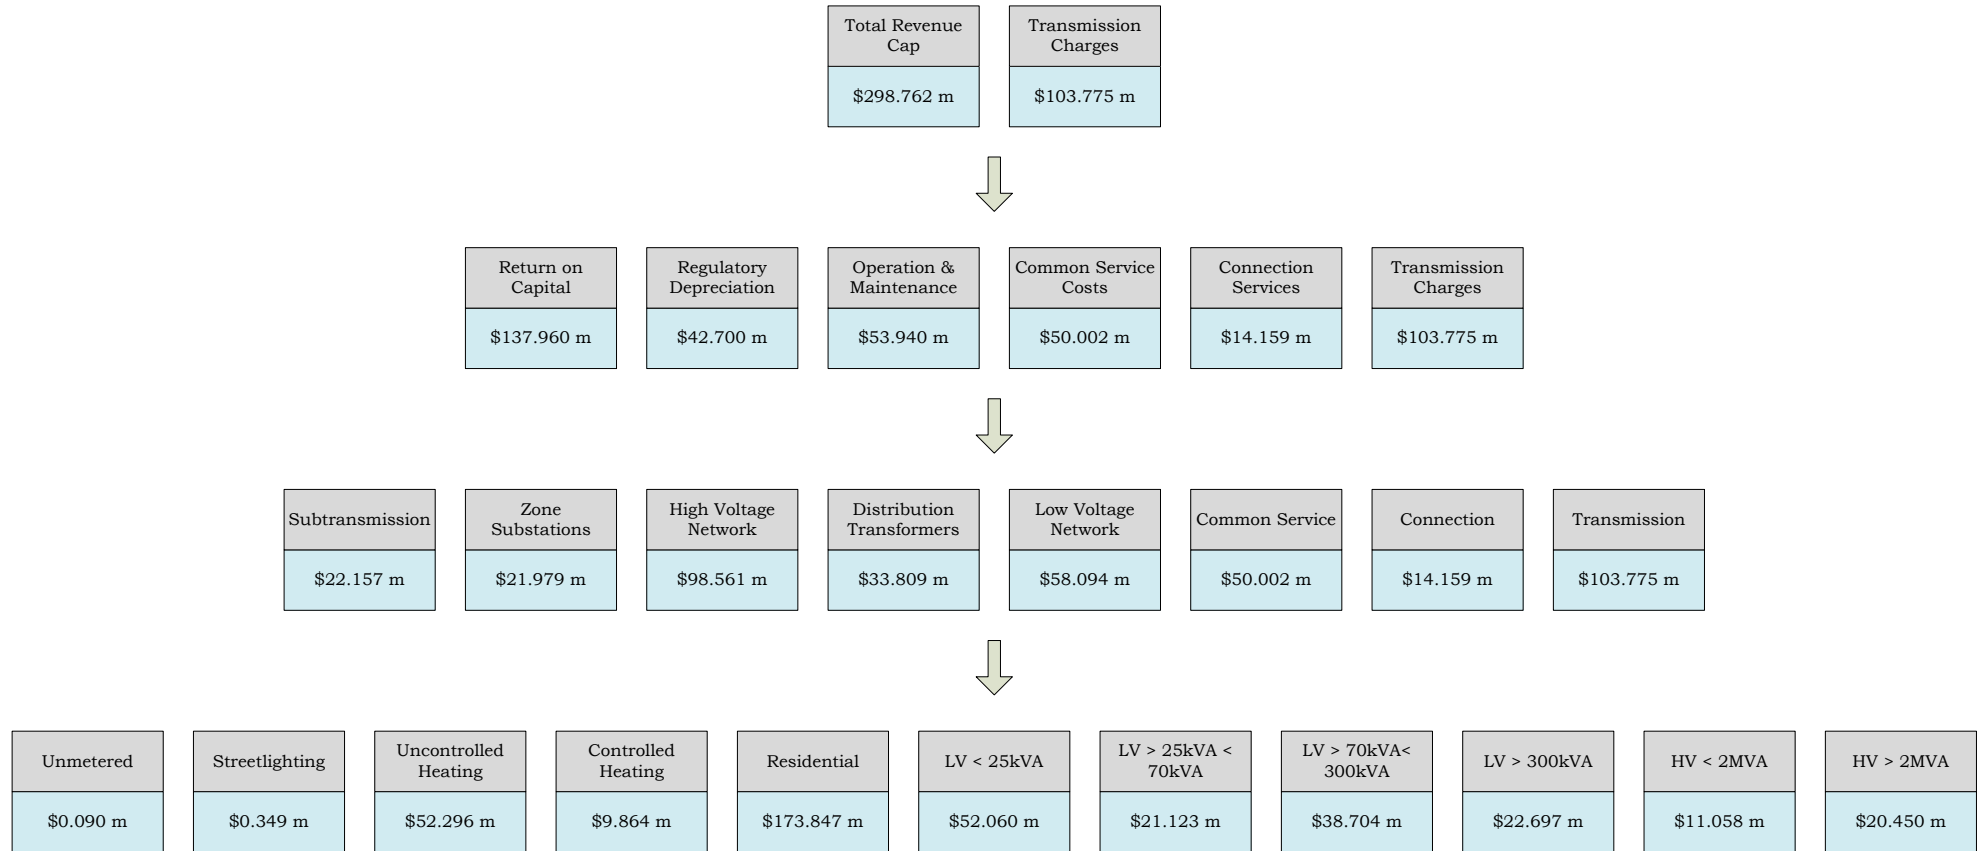 Total Revenue
Cap
$298.762 m
Transmission
Charges
$103.775 m
Return on
Capital
$137.960 m
Regulatory
Depreciation
$42.700 m
Operation &
Maintenance
$53.940 m
Common Service
Costs
$50.002 m
Connection
Services
$14.159 m
Transmission
Charges
$103.775 m
Subtransmission
$22.157 m
Zone
Substations
$21.979 m
High Voltage
Network
$98.561 m
Distribution
Transformers
$33.809 m
Low Voltage
Network
$58.094 m
Common Service
$50.002 m
Connection
$14.159 m
Transmission
$103.775 m
Unmetered
$0.090 m
Streetlighting
$0.349 m
Uncontrolled
Heating
$52.296 m
Controlled
Heating
$9.864 m
Residential
$173.847 m
LV < 25kVA
$52.060 m
LV > 25kVA <
70kVA
$21.123 m
LV > 70kVA<
300kVA
$38.704 m
LV > 300kVA
$22.697 m
HV < 2MVA
$11.058 m
HV > 2MVA
$20.450 m